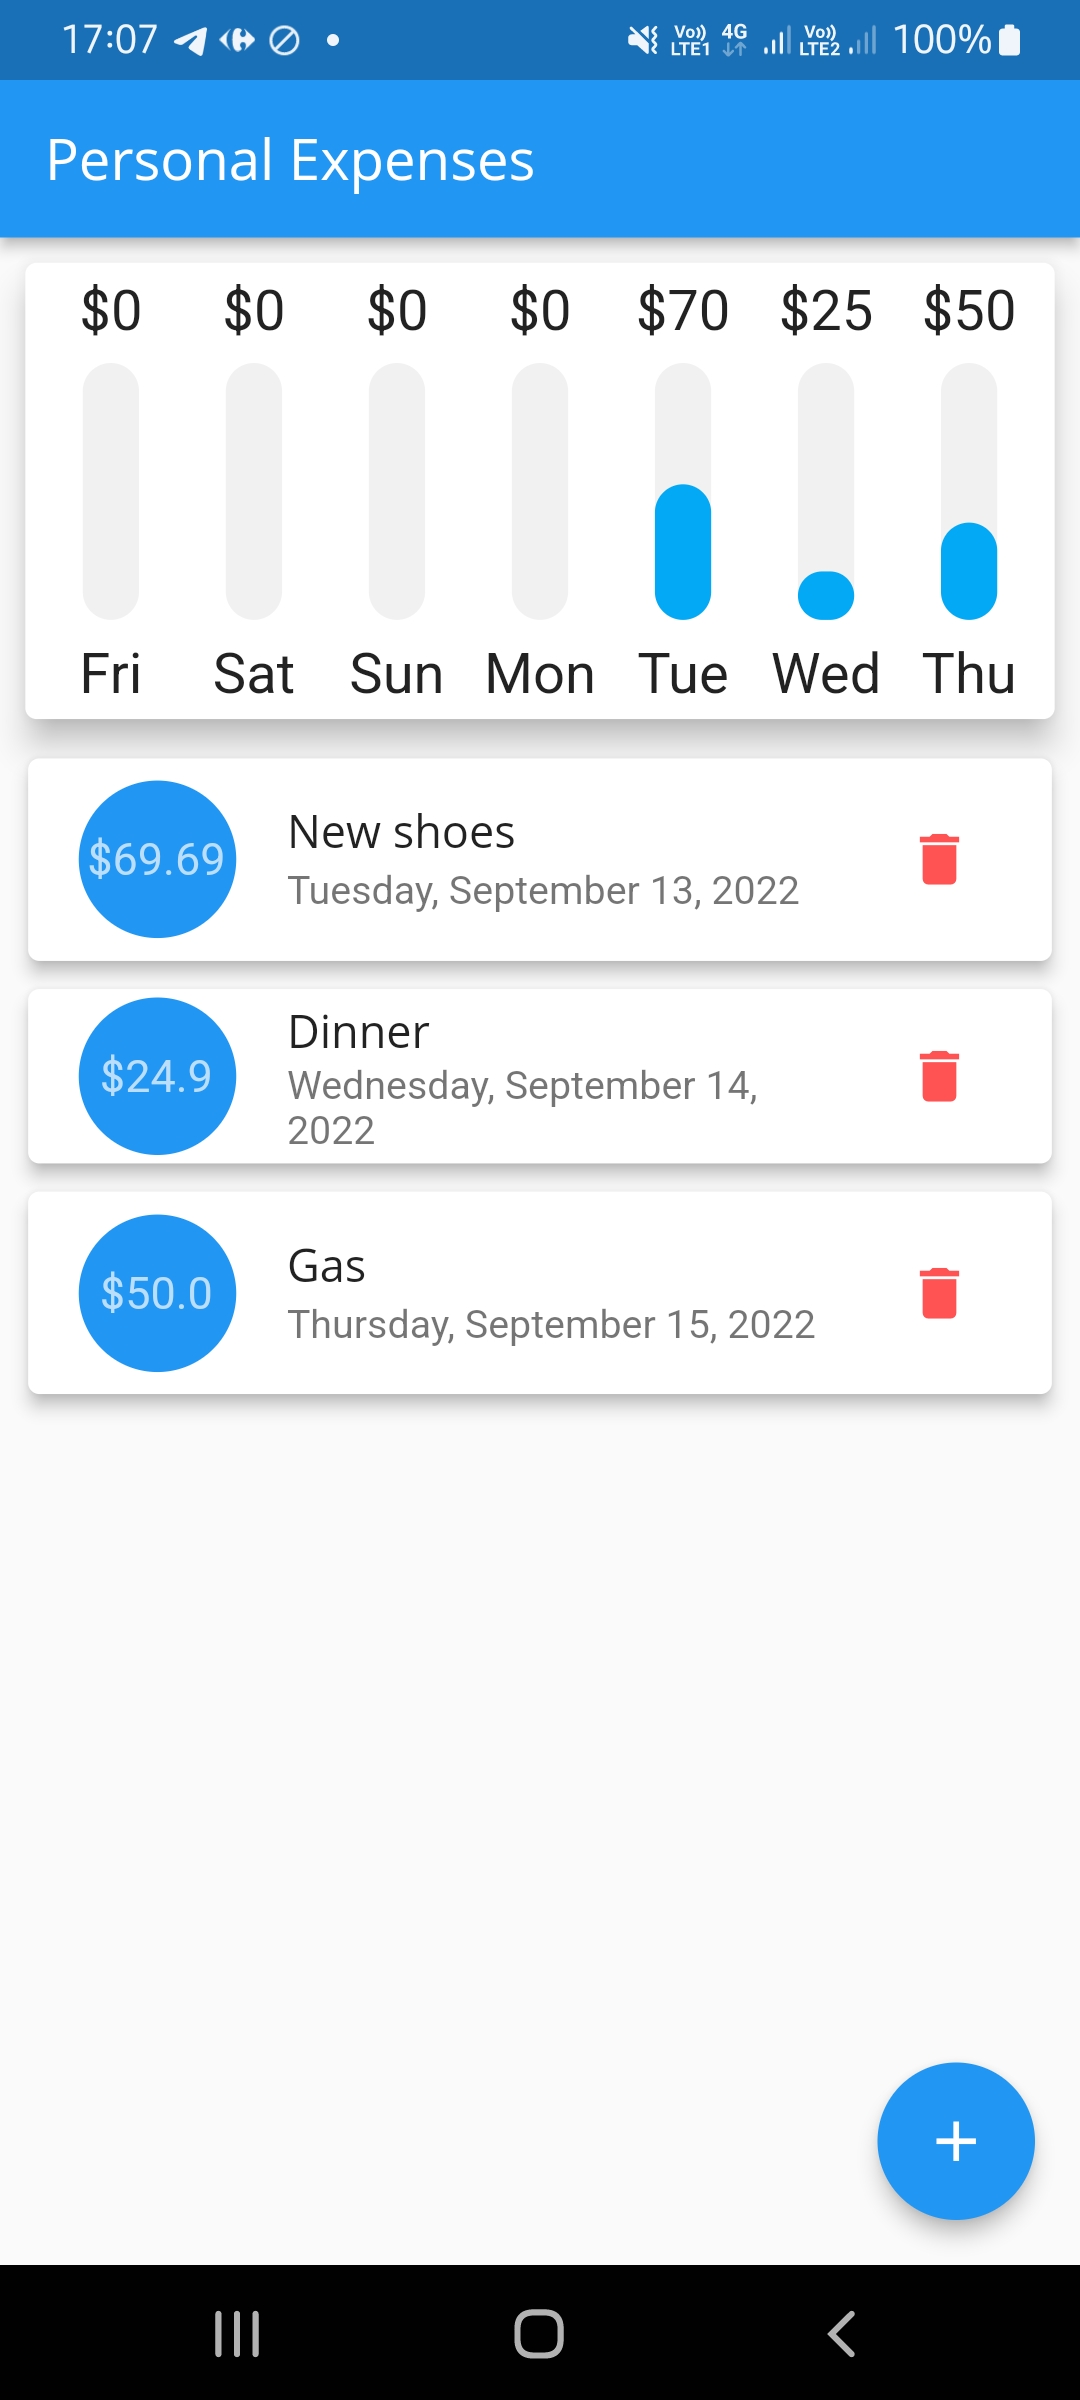 17:07 Vo)) LTE1 4G Vo)) LTE2 100%
Personal Expenses
$0 $0 $0 $0 $70 $25 $50
Fri Sat Sun Mon Tue Wed Thu
$69.69
New shoes
Tuesday, September 13, 2022
$24.9
Dinner
Wednesday, September 14,
2022
$50.0
Gas
Thursday, September 15, 2022
+